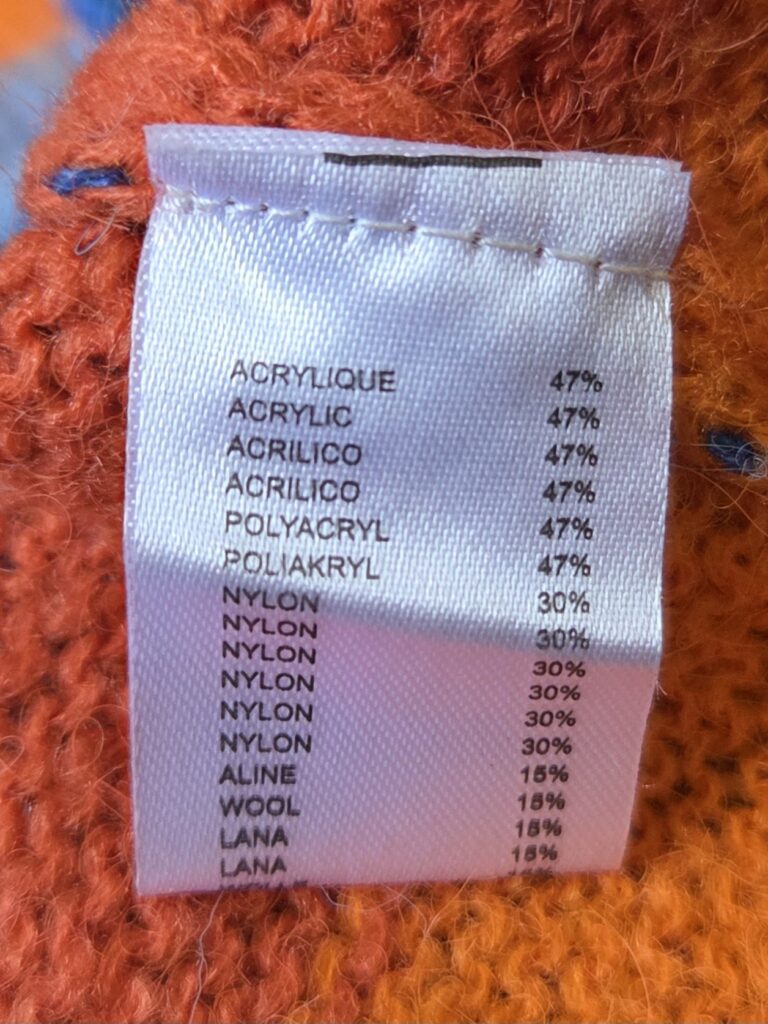 ACRYLIQUE 47%
ACRYLIC 47%
ACRILICO 47%
ACRILICO 47%
POLYACRYL 47%
POLIAKRYL 47%
NYLON 30%
NYLON 30%
NYLON 30%
NYLON 30%
NYLON 30%
NYLON 30%
ALINE 15%
WOOL 15%
LANA 15%
LANA 15%